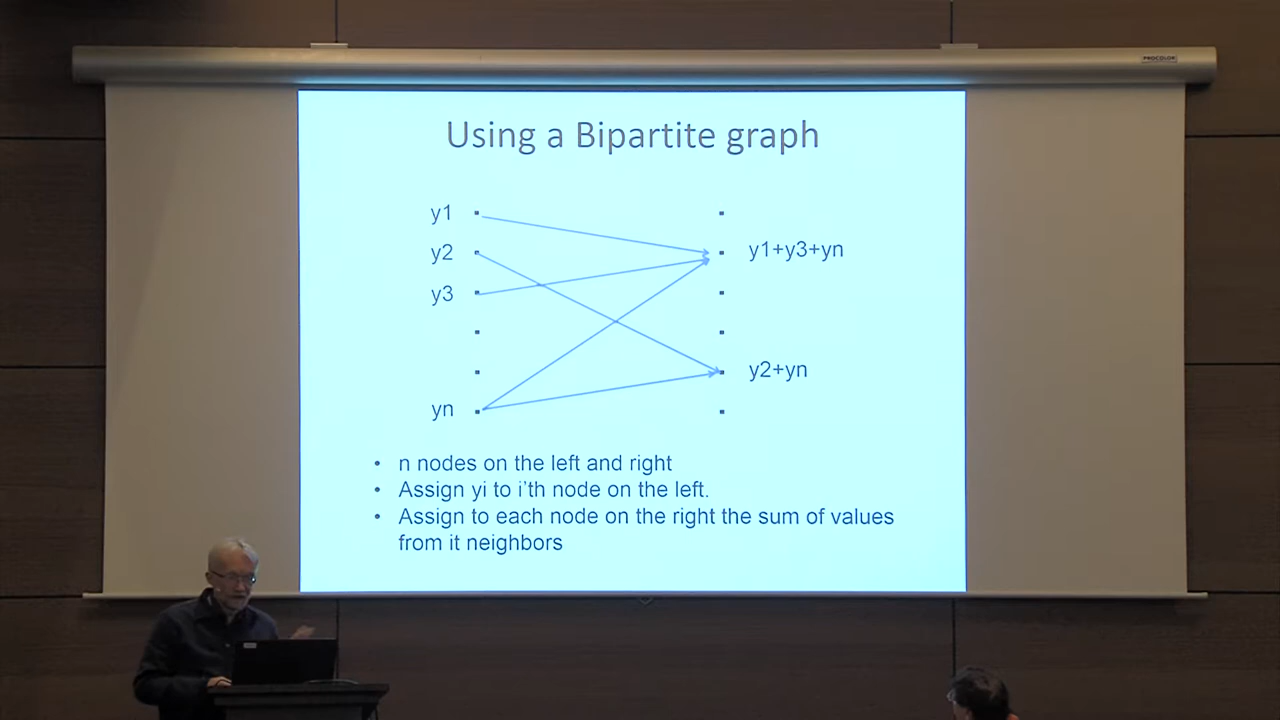 PROCOLOR
Using a Bipartite graph
y1
y2
y1+y3+yn
y3
y2+yn
yn
• n nodes on the left and right
• Assign yi to i'th node on the left.
• Assign to each node on the right the sum of values
from it neighbors